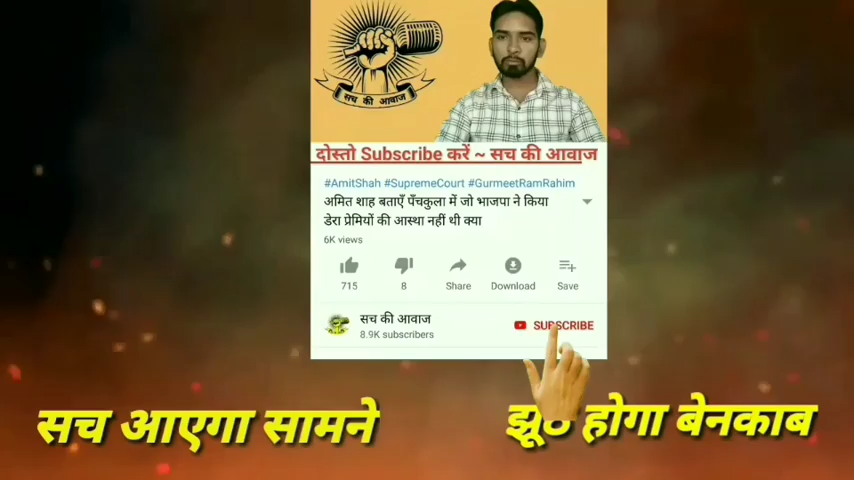 सच की आवाज
दोस्तो Subscribe करें ~ सच की आवाज
#AmitShah #SupremeCourt #GurmeetRamRahim
अमित शाह बताएँ पँचकुला में जो भाजपा ने किया
डेरा प्रेमियों की आस्था नहीं थी क्या
6K views
715 8 Share Download Save
सच की आवाज
8.9K subscribers
SUBSCRIBE
सच आएगा सामने झूठ होगा बेनकाब